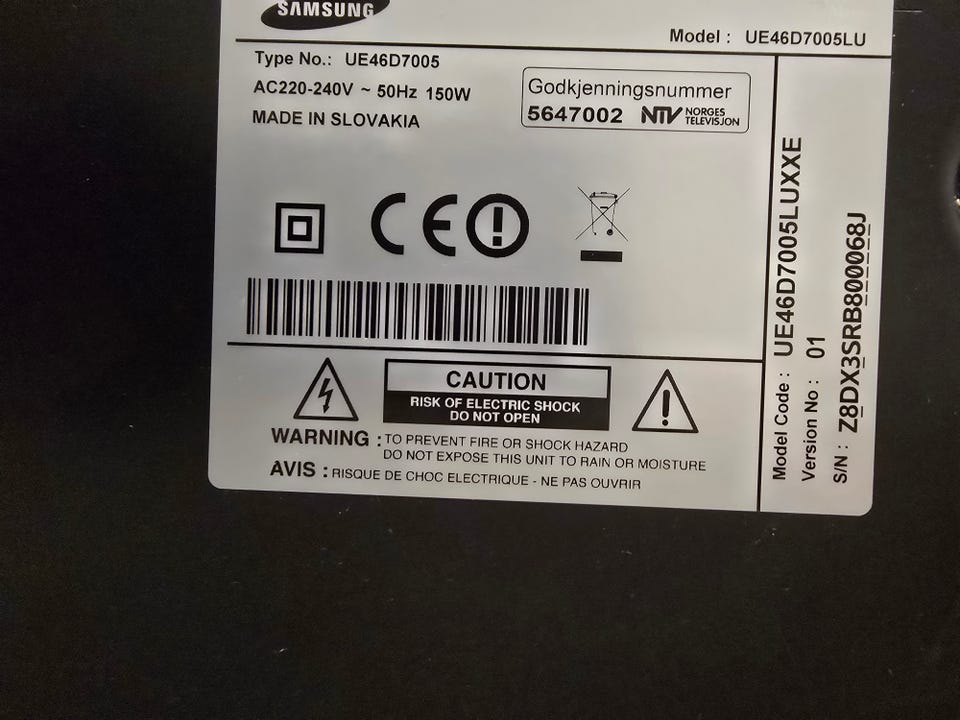 SAMSUNG
Model : UE46D7005LU
Type No.: UE46D7005
AC220-240V ~ 50Hz 150W
MADE IN SLOVAKIA
Godkjenningsnummer
5647002 NTV NORGES TELEVISJON
CE
CAUTION
RISK OF ELECTRIC SHOCK
DO NOT OPEN
WARNING : TO PREVENT FIRE OR SHOCK HAZARD
DO NOT EXPOSE THIS UNIT TO RAIN OR MOISTURE
AVIS : RISQUE DE CHOC ELECTRIQUE - NE PAS OUVRIR
Model Code : UE46D7005LUXXE
Version No : 01
S/N : Z8DX3SRB800068J